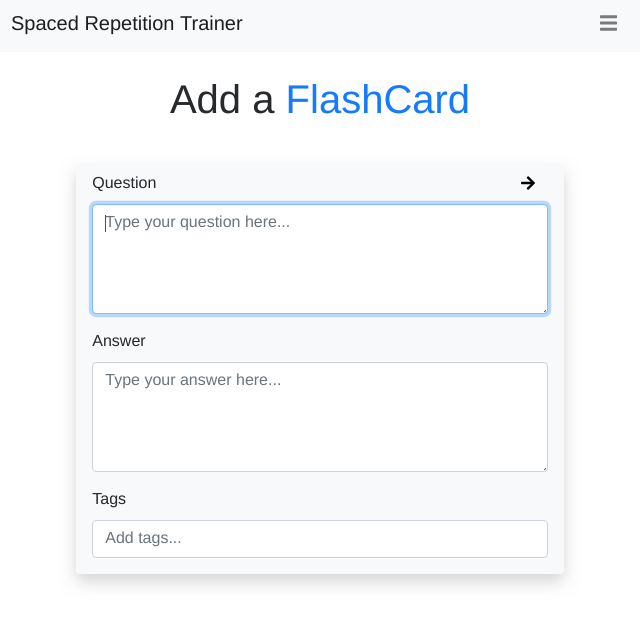 Spaced Repetition Trainer
Add a FlashCard
Question
Type your question here...
Answer
Type your answer here...
Tags
Add tags...